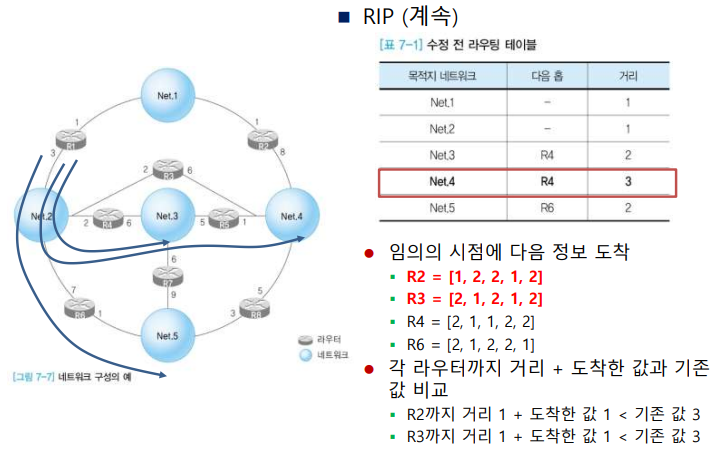 RIP (계속)
[표 7-1] 수정 전 라우팅 테이블
목적지 네트워크 다음 홉 거리
Net.1 – 1
Net.2 – 1
Net.3 R4 2
Net.4 R4 3
Net.5 R6 2
임의의 시점에 다음 정보 도착
R2 = [1, 2, 2, 1, 2]
R3 = [2, 1, 2, 1, 2]
R4 = [2, 1, 1, 2, 2]
R6 = [2, 1, 2, 2, 1]
각 라우터까지 거리 + 도착한 값과 기존
값 비교
R2까지 거리 1 + 도착한 값 1 < 기존 값 3
R3까지 거리 1 + 도착한 값 1 < 기존 값 3
Net.1
1 1
R1 R2
3 8
2 R3 6
Net.2 2 R4 6 Net.3 5 R5 1 Net.4
6
R7
9
7 5
R6 R8
1 3
Net.5
라우터
네트워크
[그림 7-7] 네트워크 구성의 예